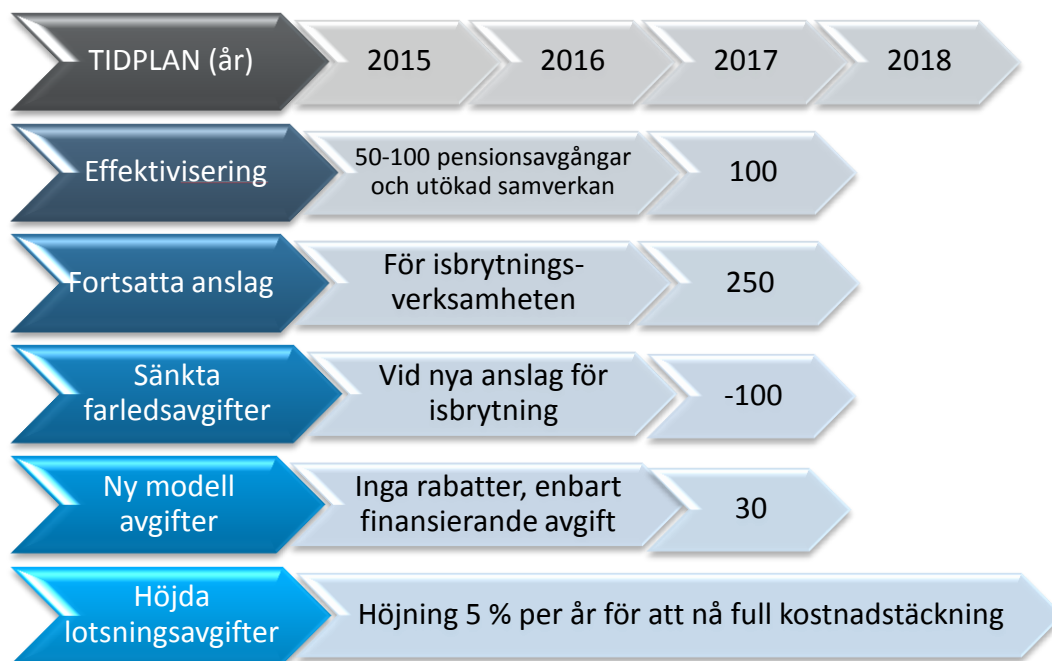 TIDPLAN (år)
2015
2016
2017
2018
Effektivisering
50-100 pensionsavgångar
och utökad samverkan
100
Fortsatta anslag
För isbrytnings-
verksamheten
250
Sänkta
farledsavgifter
Vid nya anslag för
isbrytning
-100
Ny modell
avgifter
Inga rabatter, enbart
finansierande avgift
30
Höjda
lotsningsavgifter
Höjning 5 % per år för att nå full kostnadstäckning